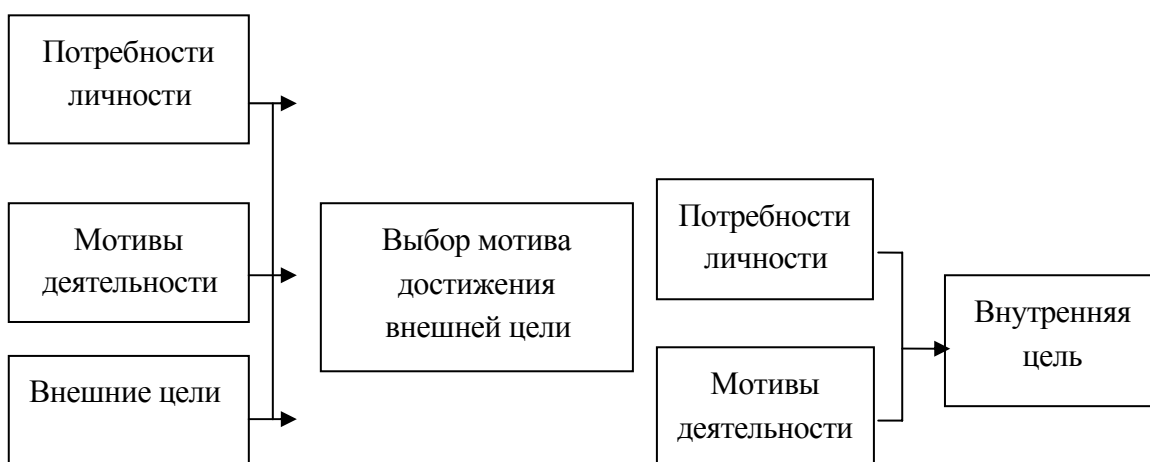 Потребности
личности
Мотивы
деятельности
Внешние цели
Выбор мотива
достижения
внешней цели
Потребности
личности
Мотивы
деятельности
Внутренняя
цель